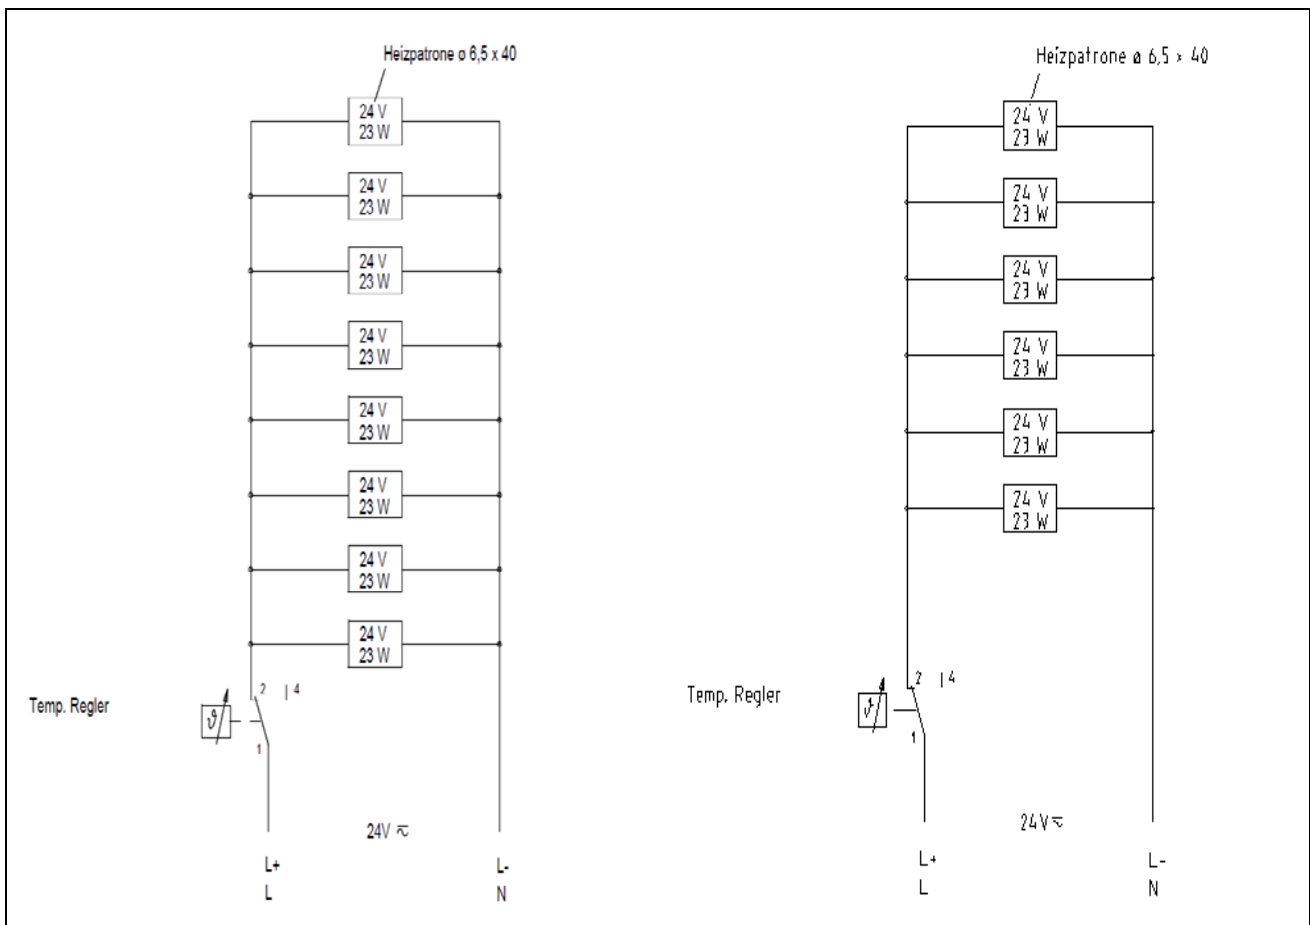 Heizpatrone ø 6,5 x 40
24 V
23 W
24 V
23 W
24 V
23 W
24 V
23 W
24 V
23 W
24 V
23 W
24 V
23 W
24 V
23 W
2 | 4
Temp. Regler
ϑ
1
24V ⏦
L+
L-
L
N
Heizpatrone ø 6,5 x 40
24 V
23 W
24 V
23 W
24 V
23 W
24 V
23 W
24 V
23 W
24 V
23 W
2 | 4
Temp. Regler
ϑ
1
24V ⏦
L+
L-
L
N